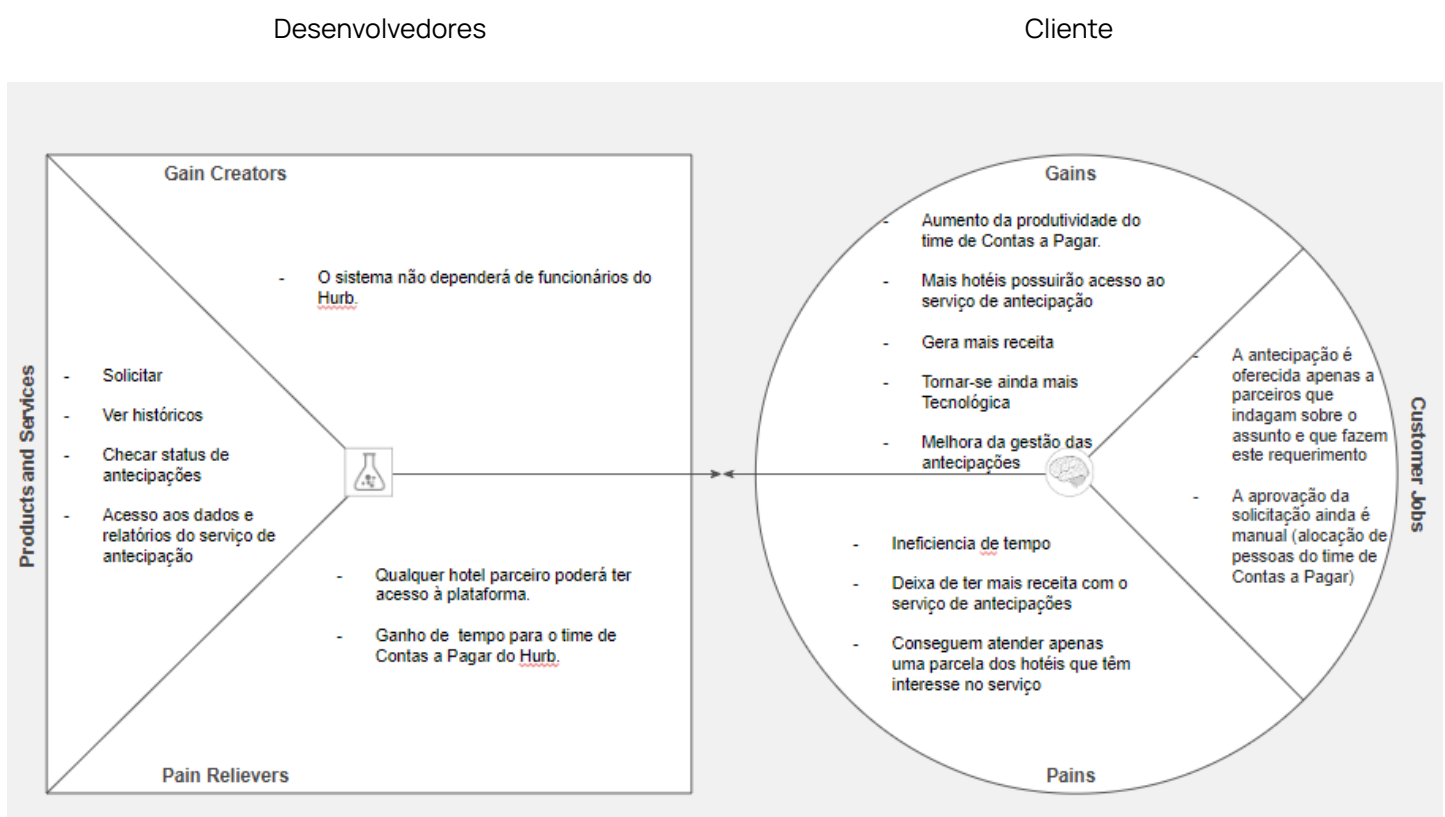 Desenvolvedores
Cliente
Gain Creators
- O sistema não dependerá de funcionários do
Hurb.
Products and Services
- Solicitar
- Ver históricos
- Checar status de
antecipações
- Acesso aos dados e
relatórios do serviço de
antecipação
- Qualquer hotel parceiro poderá ter
acesso à plataforma.
- Ganho de tempo para o time de
Contas a Pagar do Hurb.
Pain Relievers
Gains
- Aumento da produtividade do
time de Contas a Pagar.
- Mais hotéis possuirão acesso ao
serviço de antecipação
- Gera mais receita
- Tornar-se ainda mais
Tecnológica
- Melhora da gestão das
antecipações
- A antecipação é
oferecida apenas a
parceiros que
indagam sobre o
assunto e que fazem
este requerimento
- A aprovação da
solicitação ainda é
manual (alocação de
pessoas do time de
Contas a Pagar)
Customer Jobs
- Ineficiencia de tempo
- Deixa de ter mais receita com o
serviço de antecipações
- Conseguem atender apenas
uma parcela dos hotéis que têm
interesse no serviço
Pains